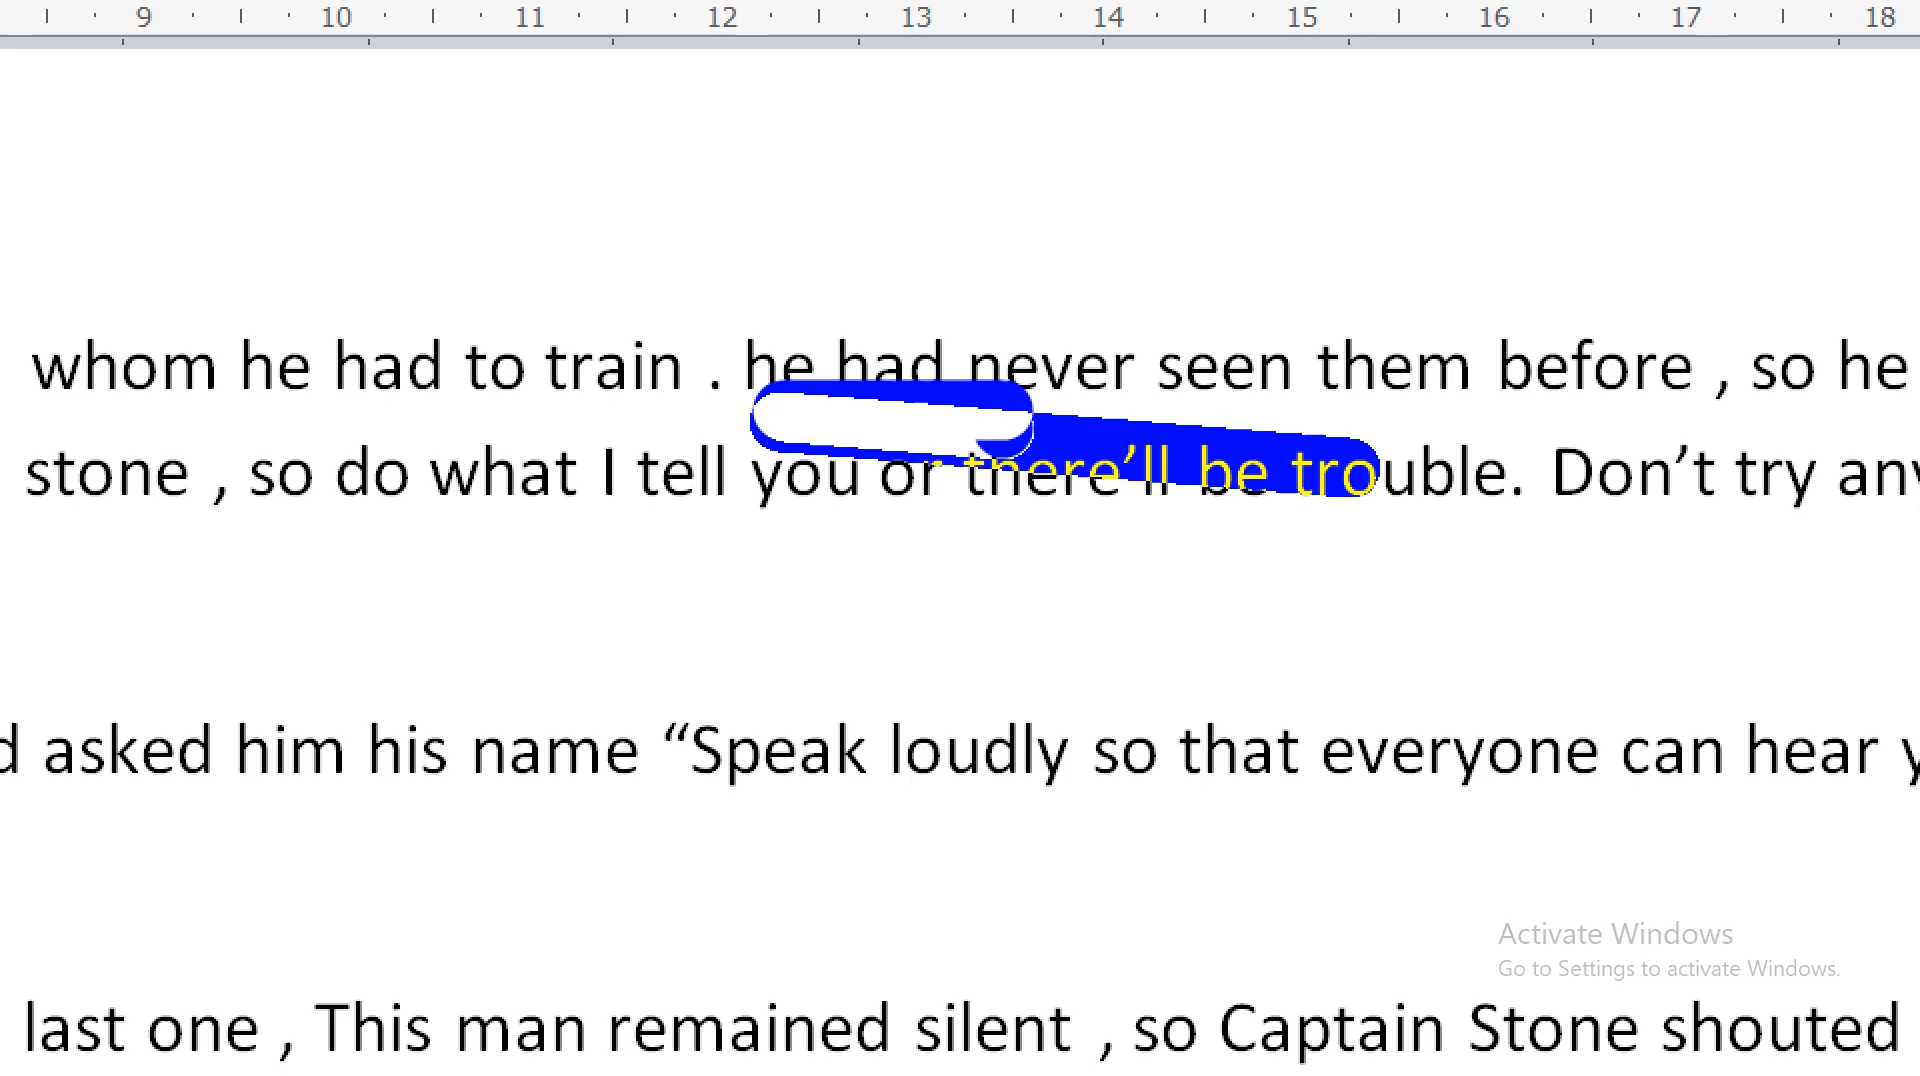 9 10 11 12 13 14 15 16 17 18
whom he had to train . he had never seen them before , so he
stone , so do what I tell you or there’ll be trouble. Don’t try any
d asked him his name “Speak loudly so that everyone can hear y
Activate Windows
Go to Settings to activate Windows.
last one , This man remained silent , so Captain Stone shouted